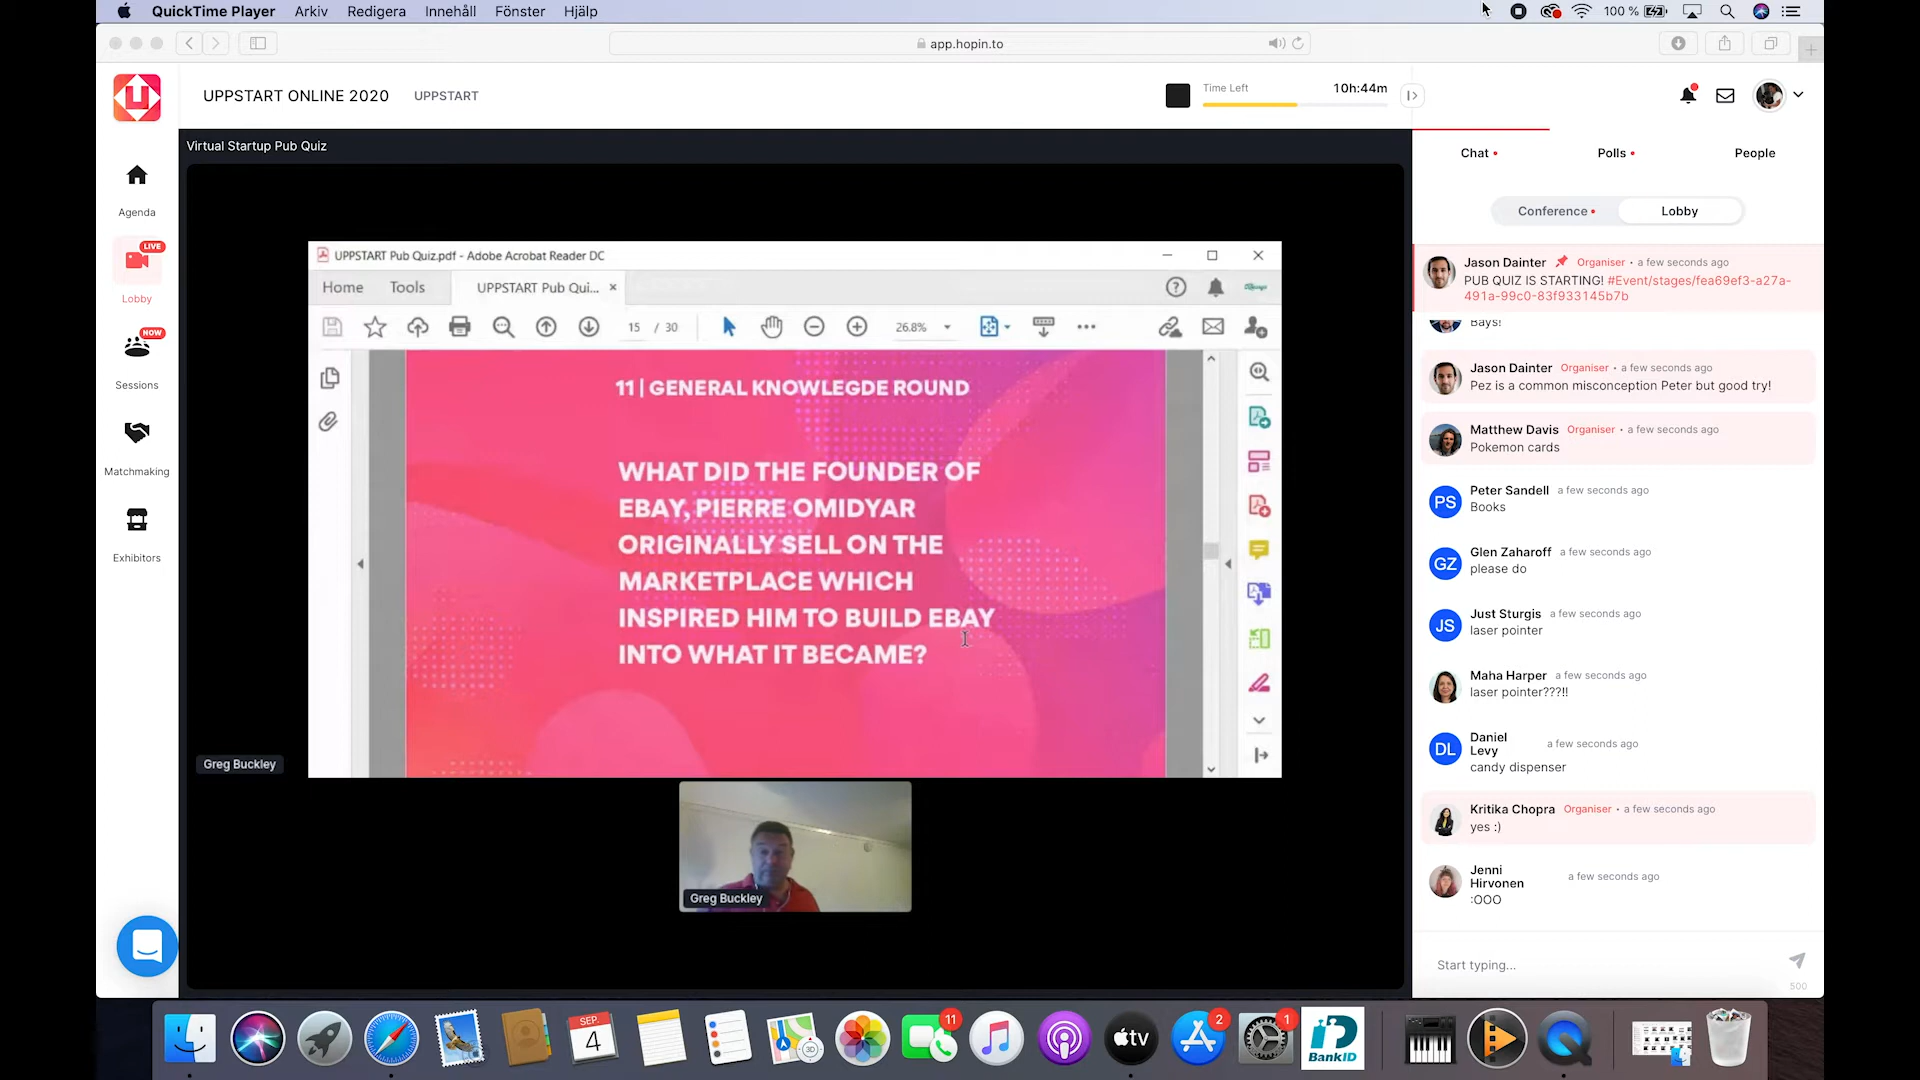 QuickTime Player Arkiv Redigera Innehåll Fönster Hjälp
100 %
app.hopin.to
UPPSTART ONLINE 2020 UPPSTART
Time Left 10h:44m
Virtual Startup Pub Quiz
Agenda
LIVE
Lobby
NOW
Sessions
Matchmaking
Exhibitors
UPPSTART Pub Quiz.pdf - Adobe Acrobat Reader DC
Home Tools UPPSTART Pub Qui... ×
15 / 30 26.8%
11 | GENERAL KNOWLEGDE ROUND
WHAT DID THE FOUNDER OF
EBAY, PIERRE OMIDYAR
ORIGINALLY SELL ON THE
MARKETPLACE WHICH
INSPIRED HIM TO BUILD EBAY
INTO WHAT IT BECAME?
Greg Buckley
Greg Buckley
Chat • Polls • People
Conference • Lobby
Jason Dainter Organiser • a few seconds ago
PUB QUIZ IS STARTING! #Event/stages/fea69ef3-a27a-
491a-99c0-83f933145b7b
Bays!
Jason Dainter Organiser • a few seconds ago
Pez is a common misconception Peter but good try!
Matthew Davis Organiser • a few seconds ago
Pokemon cards
PS Peter Sandell a few seconds ago
Books
GZ Glen Zaharoff a few seconds ago
please do
JS Just Sturgis a few seconds ago
laser pointer
Maha Harper a few seconds ago
laser pointer???!!
DL Daniel
Levy a few seconds ago
candy dispenser
Kritika Chopra Organiser • a few seconds ago
yes :)
Jenni
Hirvonen a few seconds ago
:OOO
Start typing...
500
SEP.
4
3D
11
tv
2
1
BankID